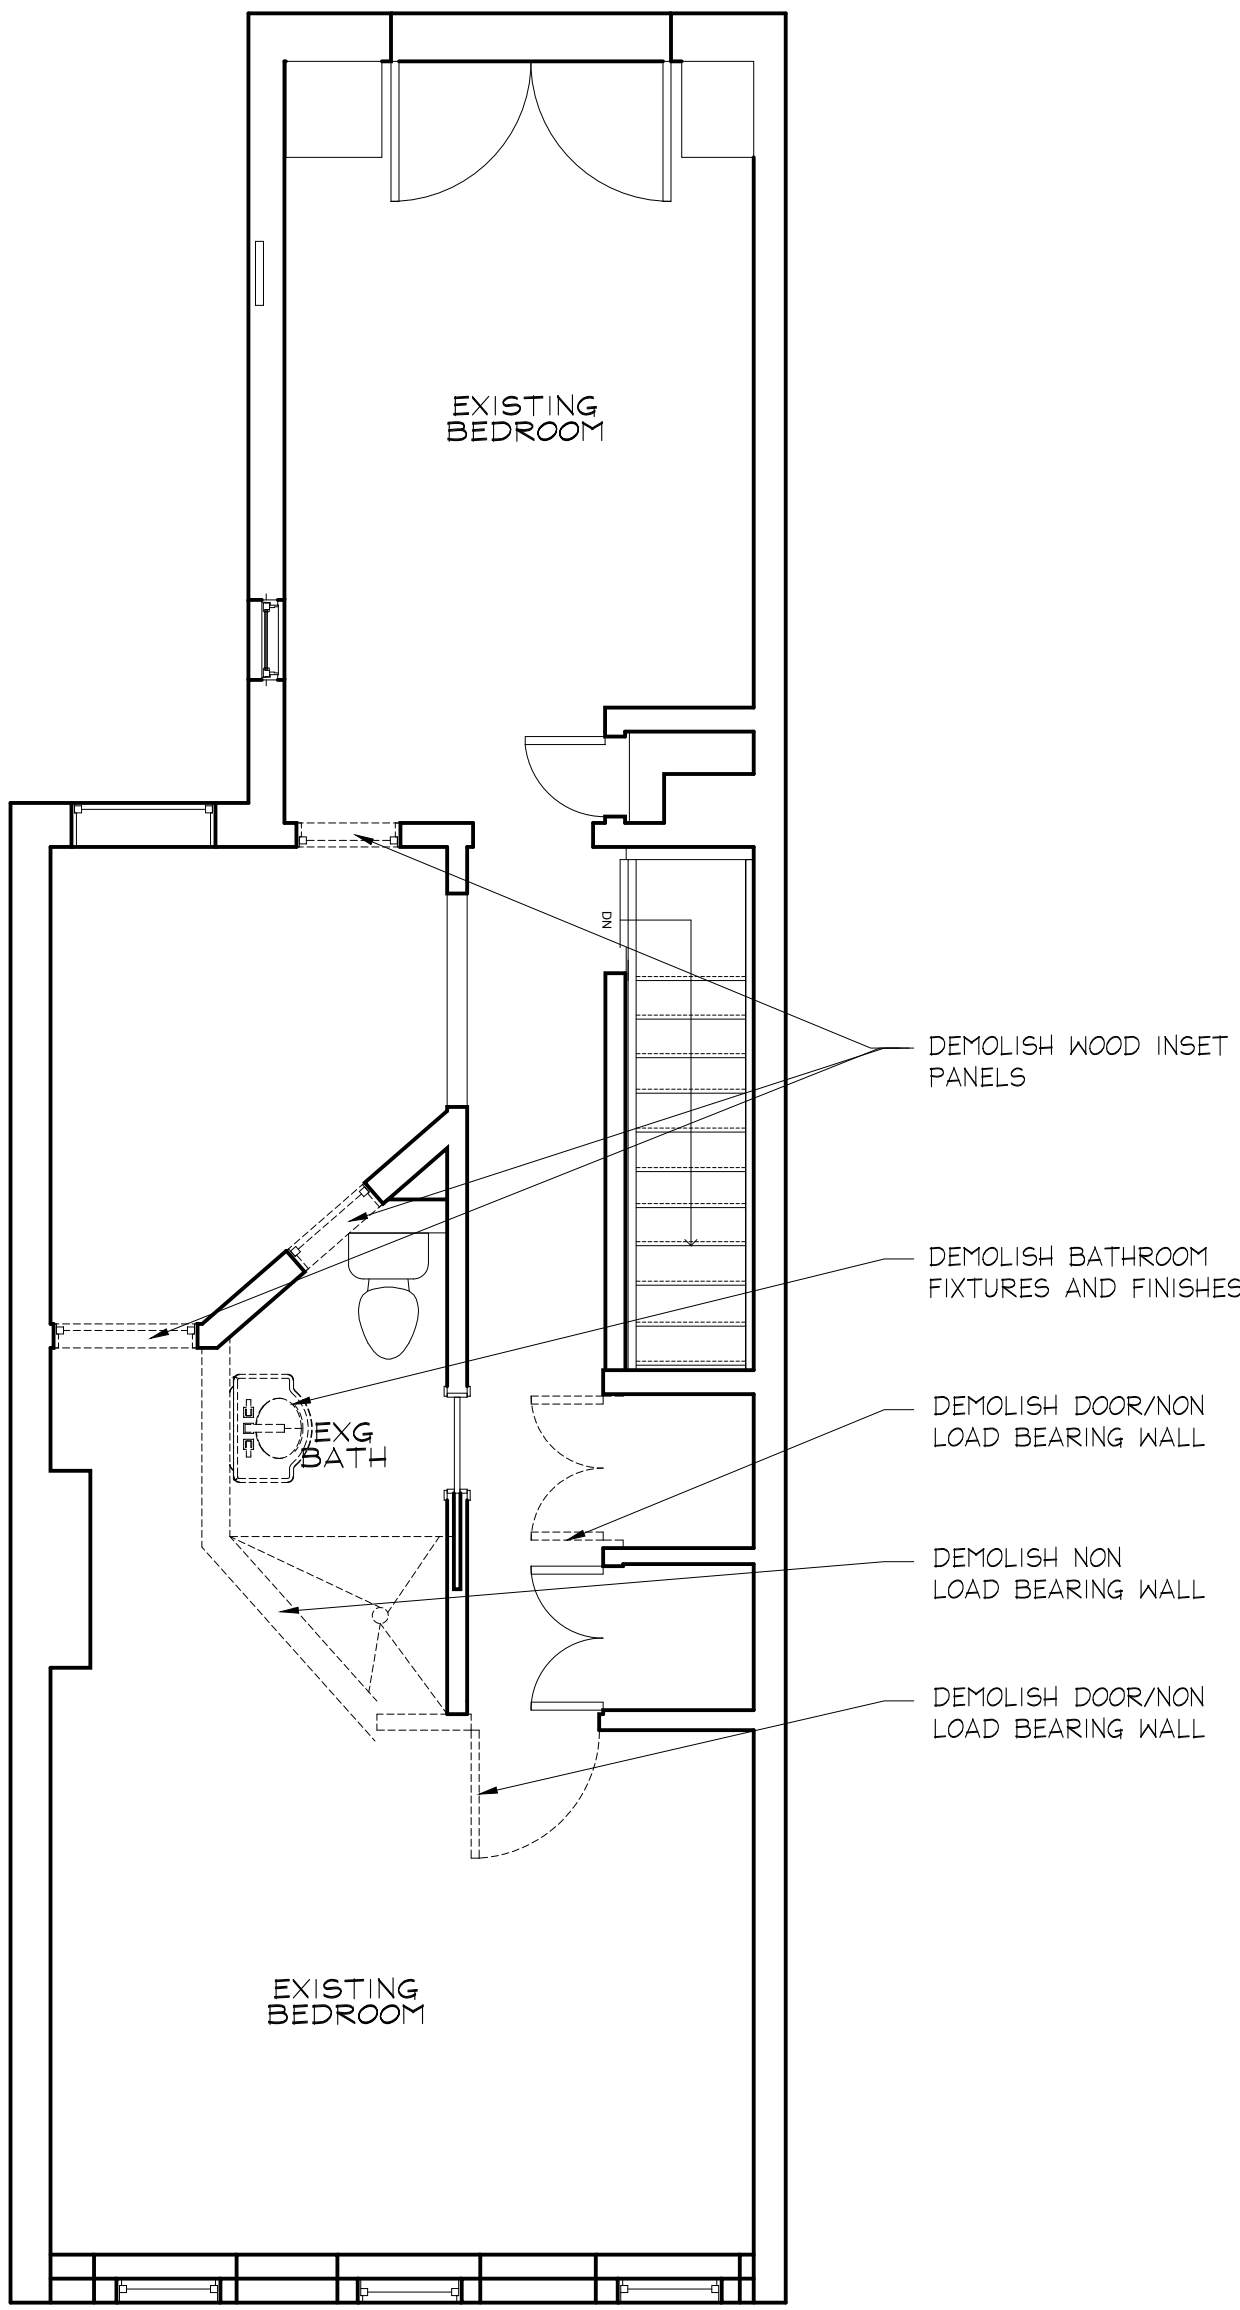 EXISTING
BEDROOM
DN
DEMOLISH WOOD INSET
PANELS
DEMOLISH BATHROOM
FIXTURES AND FINISHES
DEMOLISH DOOR/NON
LOAD BEARING WALL
EXG
BATH
DEMOLISH NON
LOAD BEARING WALL
DEMOLISH DOOR/NON
LOAD BEARING WALL
EXISTING
BEDROOM